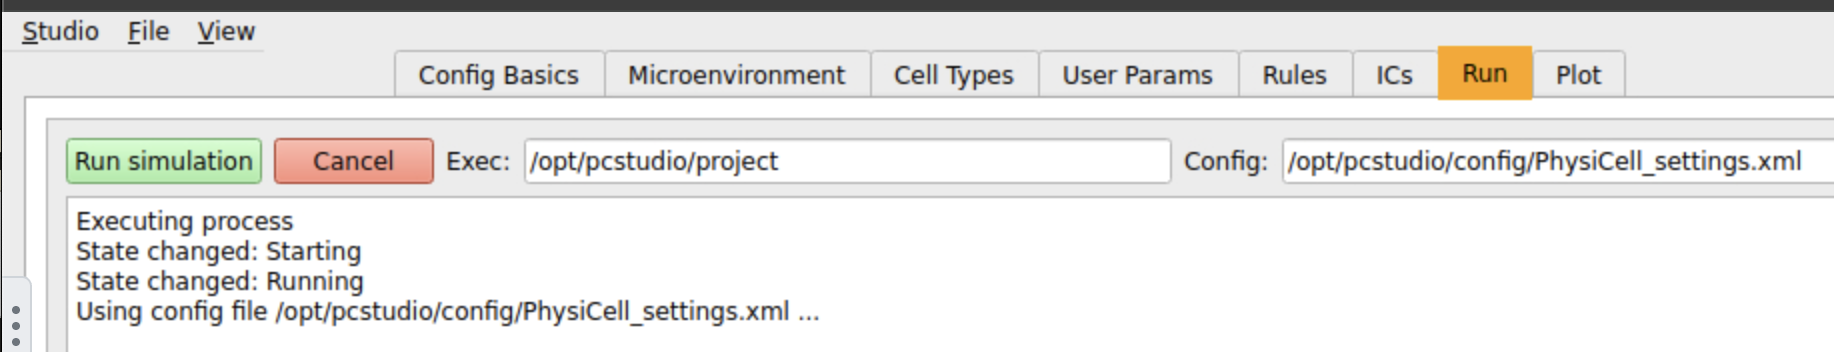 Studio File View
Config Basics Microenvironment Cell Types User Params Rules ICs Run Plot
Run simulation Cancel Exec: /opt/pcstudio/project Config: /opt/pcstudio/config/PhysiCell_settings.xml
Executing process
State changed: Starting
State changed: Running
Using config file /opt/pcstudio/config/PhysiCell_settings.xml ...